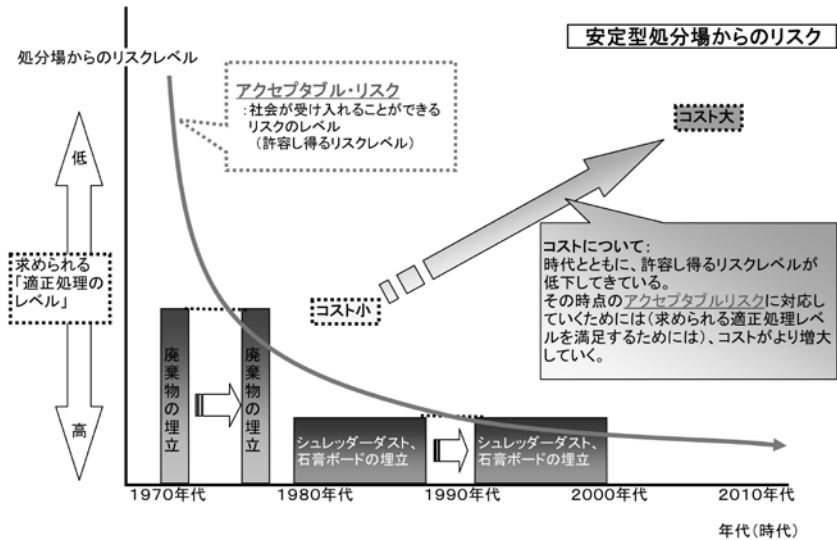 安定型処分場からのリスク
処分場からのリスクレベル
アクセプタブル・リスク
：社会が受け入れることができる
リスクのレベル
（許容し得るリスクレベル）
コスト大
低
求められる
「適正処理の
レベル」
高
コスト小
コストについて：
時代とともに、許容し得るリスクレベルが
低下してきている。
その時点のアクセプタブルリスクに対応し
ていくためには（求められる適正処理レベ
ルを満足するためには）、コストがより増大
していく。
廃棄物の埋立
廃棄物の埋立
シュレッダーダスト、
石膏ボードの埋立
シュレッダーダスト、
石膏ボードの埋立
1970年代
1980年代
1990年代
2000年代
2010年代
年代（時代）